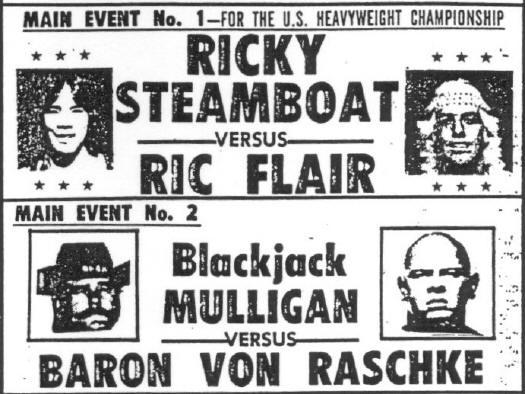 MAIN EVENT No. 1—FOR THE U.S. HEAVYWEIGHT CHAMPIONSHIP
RICKY
STEAMBOAT
VERSUS
RIC FLAIR
MAIN EVENT No. 2
Blackjack
MULLIGAN
VERSUS
BARON VON RASCHKE